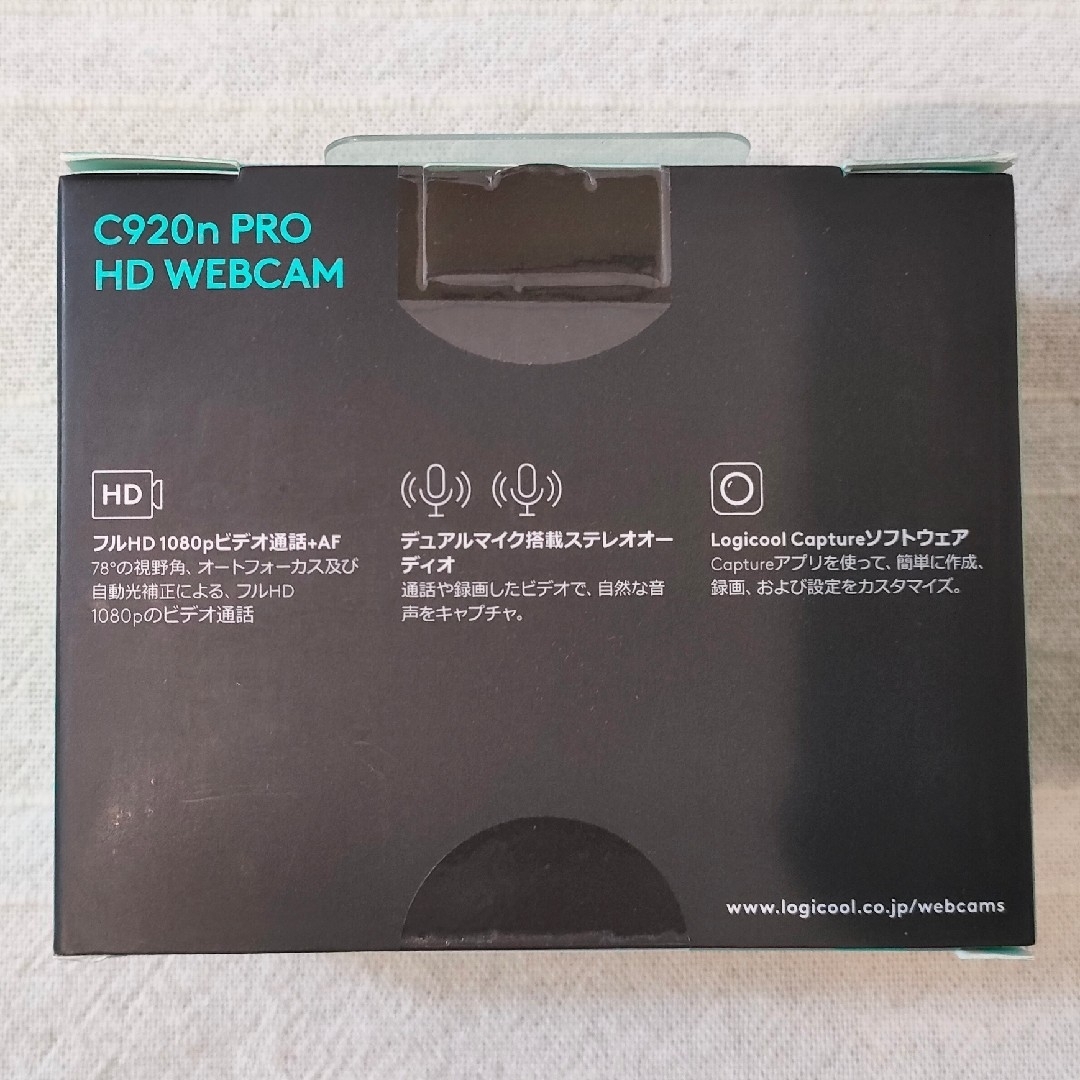 C920n PRO
HD WEBCAM
HD
フルHD 1080pビデオ通話+AF
78°の視野角、オートフォーカス及び
自動光補正による、フルHD
1080pのビデオ通話
デュアルマイク搭載ステレオオー
ディオ
通話や録画したビデオで、自然な音
声をキャプチャ。
Logicool Captureソフトウェア
Captureアプリを使って、簡単に作成、
録画、および設定をカスタマイズ。
www.logicool.co.jp/webcams